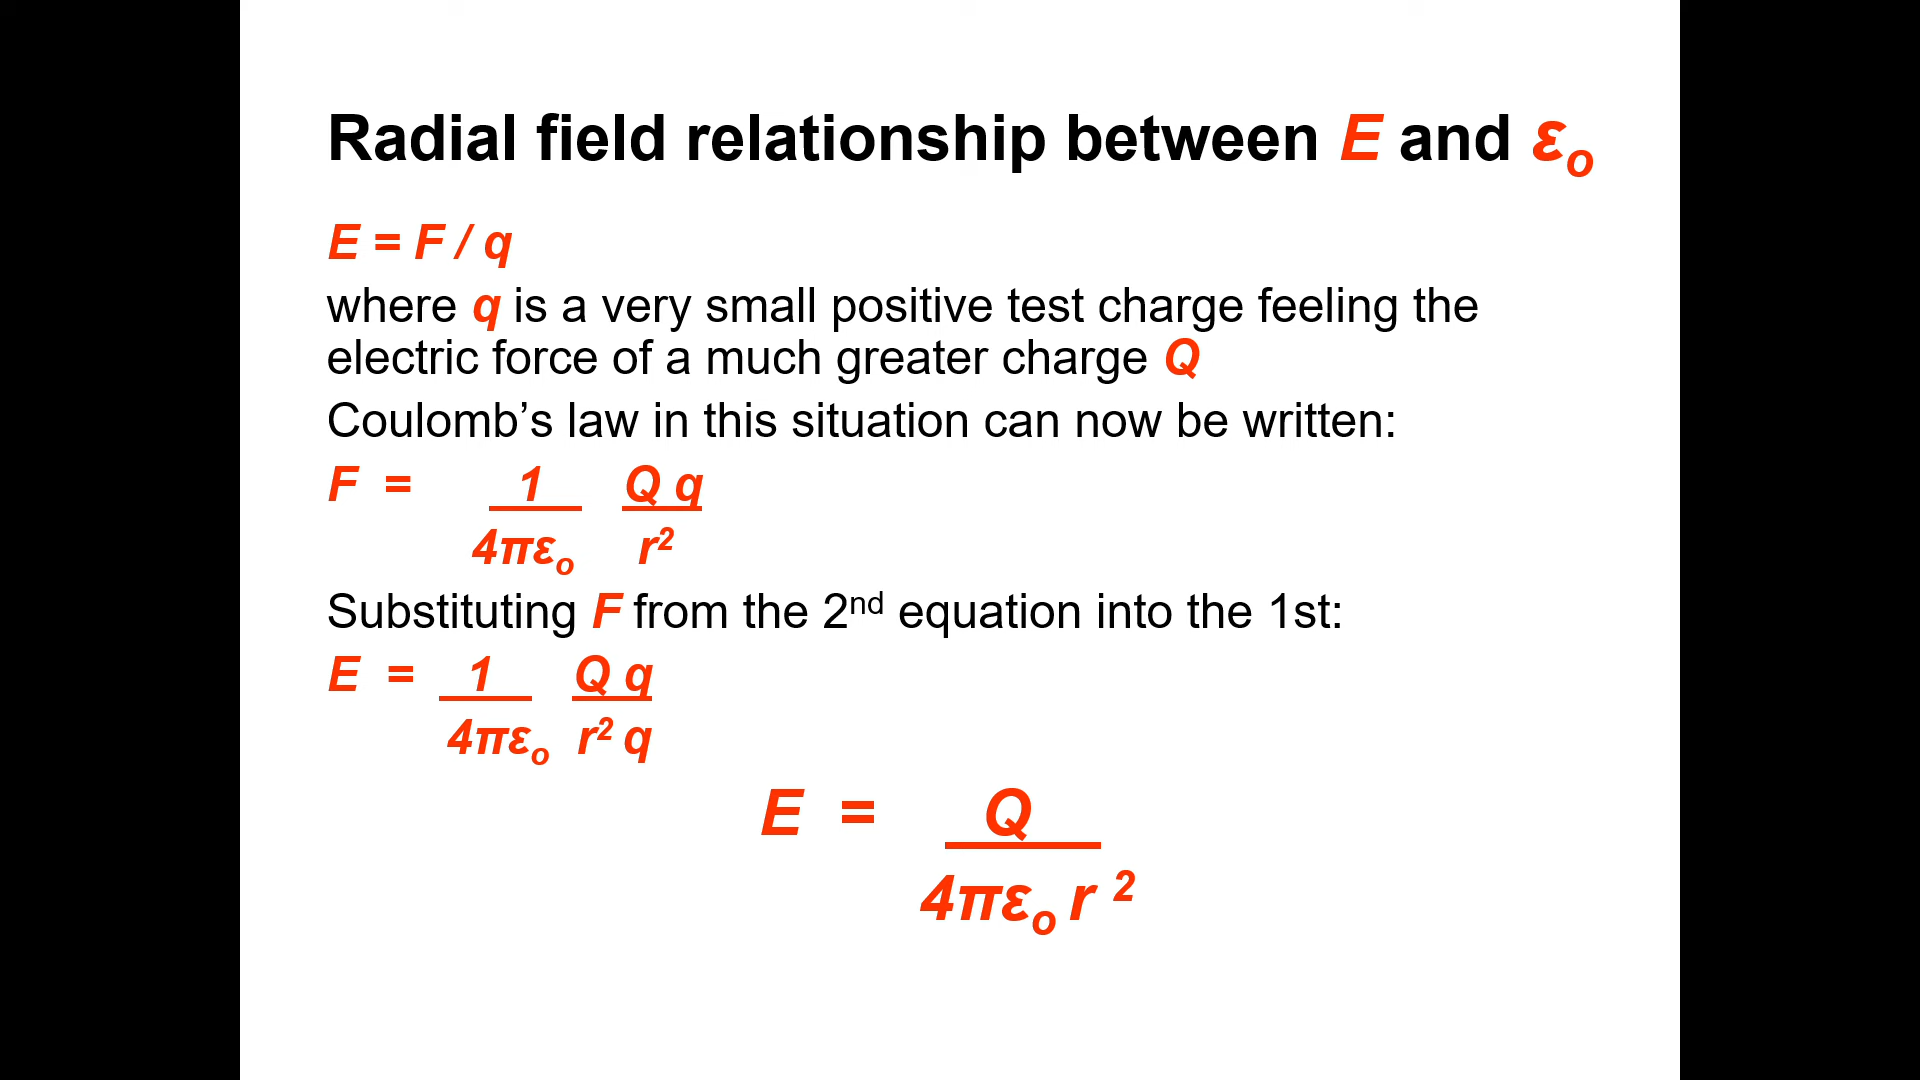 Radial field relationship between E and εo
E = F / q
where q is a very small positive test charge feeling the
electric force of a much greater charge Q
Coulomb’s law in this situation can now be written:
F = 1 Q q
4πεo r²
Substituting F from the 2nd equation into the 1st:
E = 1 Q q
4πεo r² q
E = Q
4πεo r ²